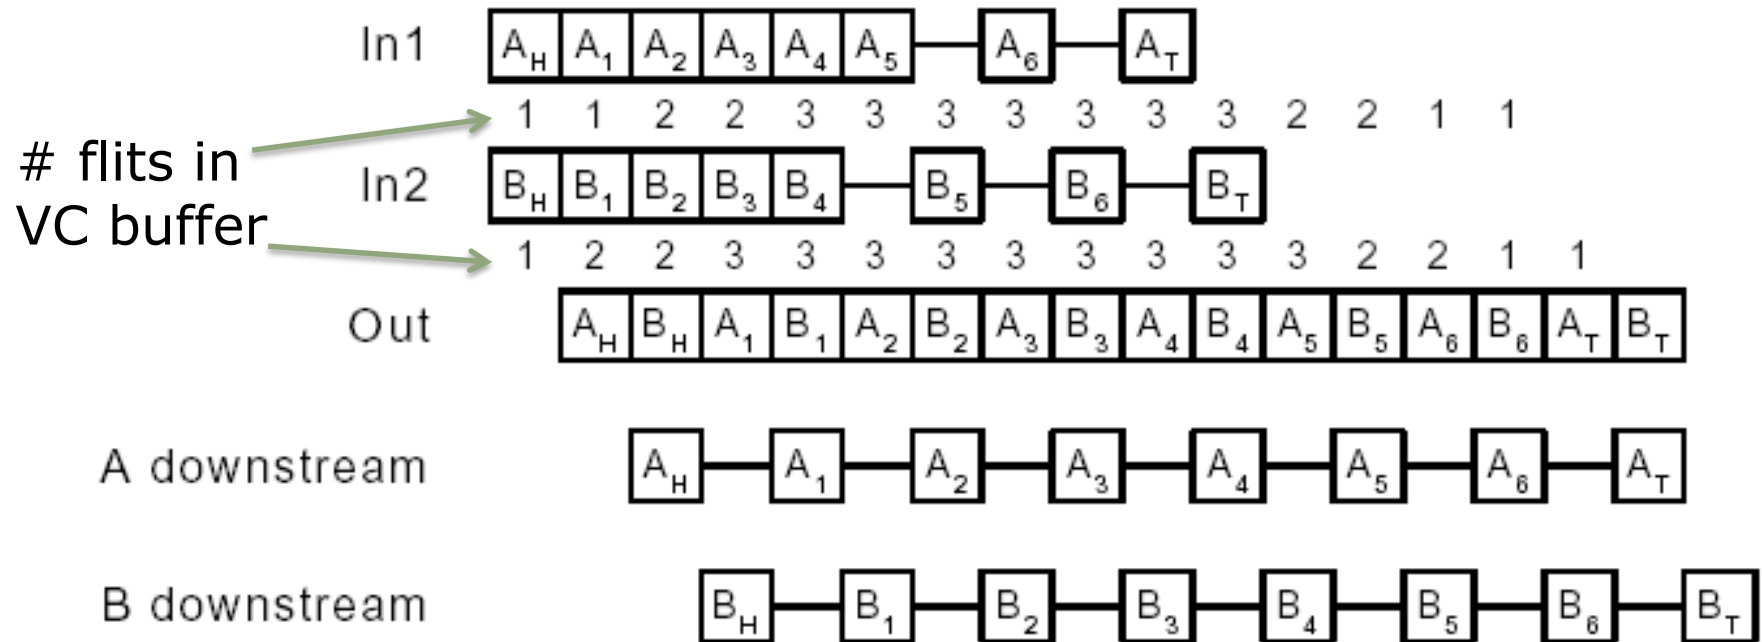 In1 A_H A_1 A_2 A_3 A_4 A_5 A_6 A_T
1 1 2 2 3 3 3 3 3 3 3 2 2 1 1
# flits in
VC buffer
In2 B_H B_1 B_2 B_3 B_4 B_5 B_6 B_T
1 2 2 3 3 3 3 3 3 3 3 3 2 2 1 1
Out A_H B_H A_1 B_1 A_2 B_2 A_3 B_3 A_4 B_4 A_5 B_5 A_6 B_6 A_T B_T
A downstream A_H A_1 A_2 A_3 A_4 A_5 A_6 A_T
B downstream B_H B_1 B_2 B_3 B_4 B_5 B_6 B_T